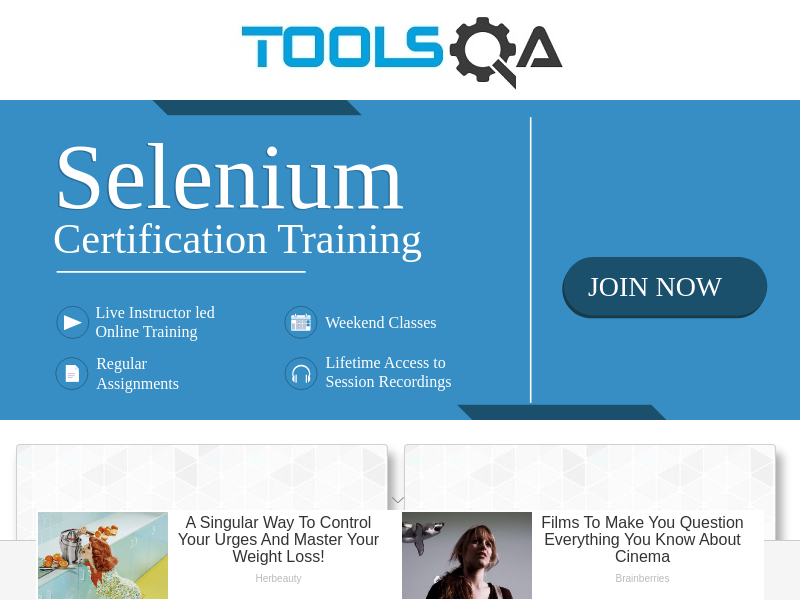 TOOLSQA
Selenium
Certification Training
Live Instructor led
Online Training
Weekend Classes
Regular
Assignments
Lifetime Access to
Session Recordings
JOIN NOW
A Singular Way To Control
Your Urges And Master Your
Weight Loss!
Herbeauty
Films To Make You Question
Everything You Know About
Cinema
Brainberries